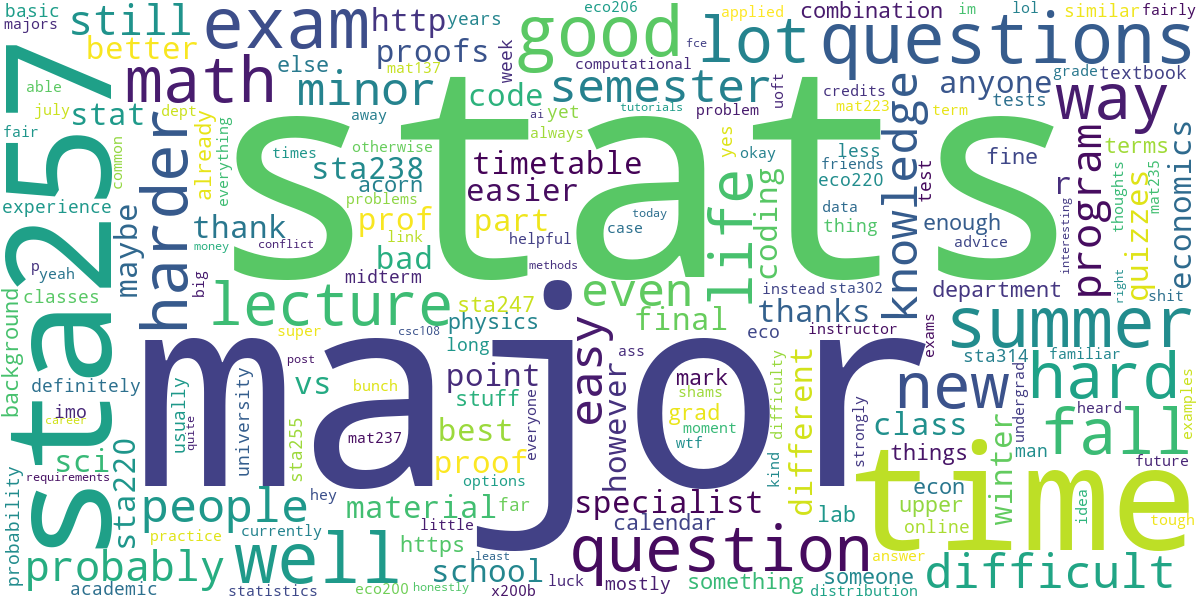 basic
majors
still
exam
http
years
eco206
good
lot
applied
combination
im
lol
similar
fairly
questions
better
else
proofs
week
fce
mat137
computational
able
math
minor
code
semester
uoft
anyone
grade
textbook
july
dept
stat
already
away
ai
yet
tutorials
problem
credits
mat223
term
tests
way
fair
sta257
harder
everything
stats
always
yes
knowledge
common
times
otherwise
sta238
timetable
okay
less
friends
fine
r
terms
economics
acorn
easier
life
coding
eco220
test
program
thoughts
mat235
experience
problems
thank
prof
part
today
data
thing
enough
quizzes
maybe
link
money
conflict
bad
helpful
case
advice
interesting
p
yeah
big
midterm
methods
instead
sta302
department
right
shit
classes
background
lecture
sta247
even
thanks
summer
super
csc108
physics
final
eco
instructor
exams
long
major
easy
ass
sta314
familiar
definitely
post
vs
point
mark
new
hard
imo
usually
university
bunch
stuff
however
shams
grad
different
difficulty
undergrad
heard
examples
career
quite
mat237
best
everyone
moment
wtf
strongly
class
fall
sta255
sci
proof
kind
things
winter
man
future
requirements
sta220
options
time
tough
probability
hey
people
material
far
specialist
econ
upper
idea
practice
currently
little
calendar
lab
online
https
question
answer
probably
well
least
school
something
someone
difficult
academic
statistics
eco200
honestly
x200b
luck
mostly
distribution